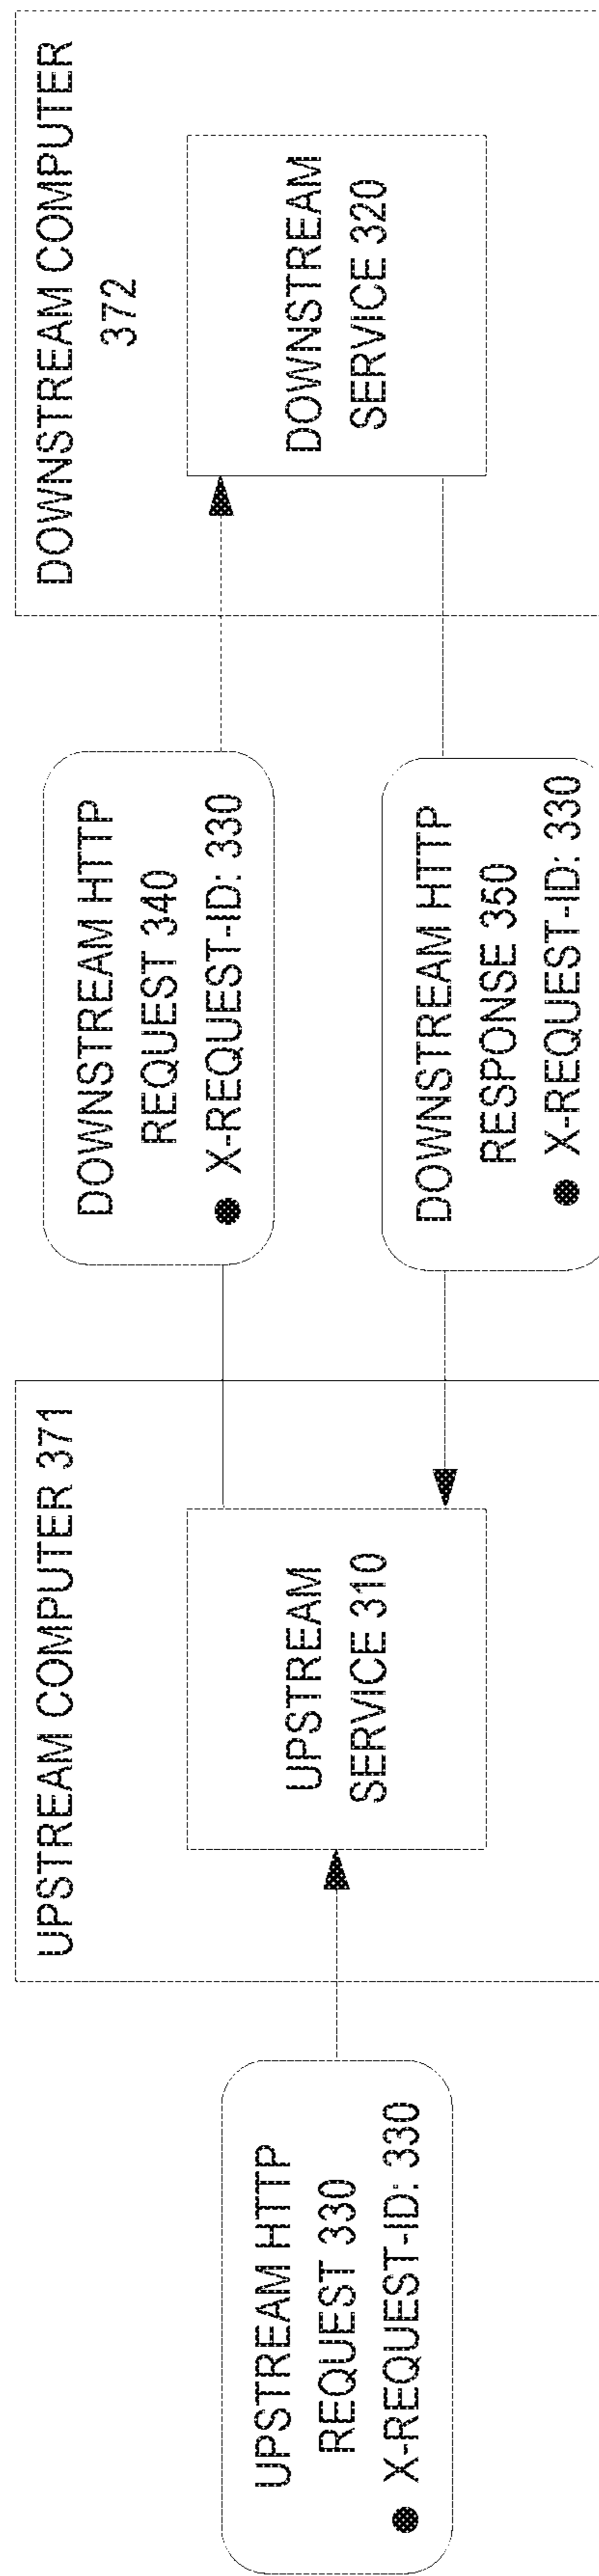 UPSTREAM HTTP
REQUEST 330
● X-REQUEST-ID: 330
UPSTREAM COMPUTER 371
UPSTREAM
SERVICE 310
DOWNSTREAM HTTP
REQUEST 340
● X-REQUEST-ID: 330
DOWNSTREAM HTTP
RESPONSE 350
● X-REQUEST-ID: 330
DOWNSTREAM COMPUTER
372
DOWNSTREAM
SERVICE 320